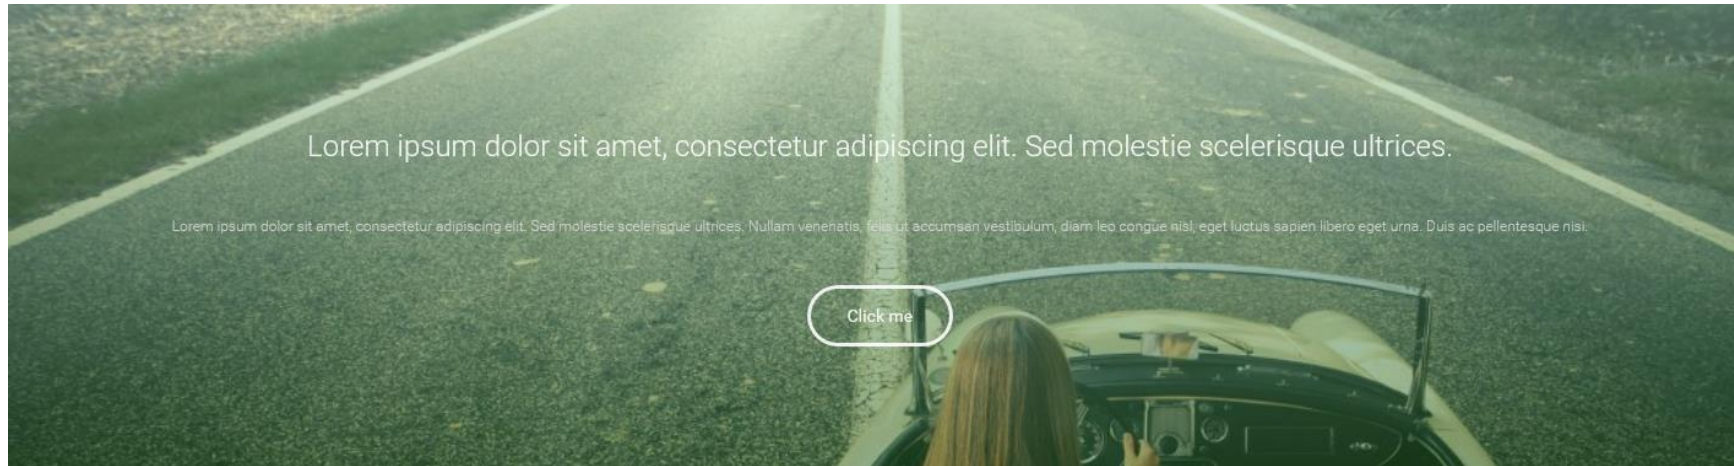 Lorem ipsum dolor sit amet, consectetur adipiscing elit. Sed molestie scelerisque ultrices.
Lorem ipsum dolor sit amet, consectetur adipiscing elit. Sed molestie scelerisque ultrices. Nullam venenatis, felis ut accumsan vestibulum, diam leo congue nisl, eget luctus sapien libero eget urna. Duis ac pellentesque nisi.
Click me